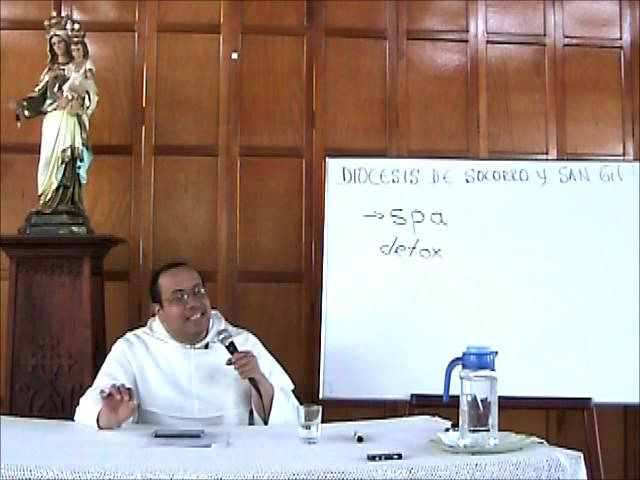 DIOCESIS DE SOCORRO Y SAN GIL
→ spa
detox